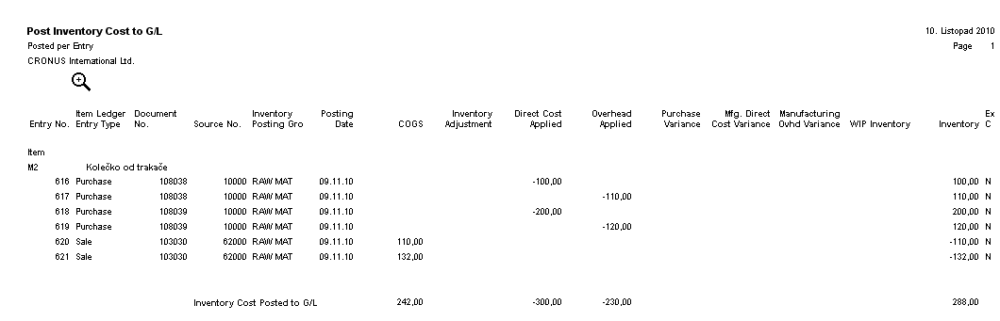 Post Inventory Cost to G/L 10. Listopad 2010
Posted per Entry Page 1
CRONUS International Ltd.
Item Ledger Document Inventory Posting Inventory Direct Cost Overhead Purchase Mfg. Direct Manufacturing Ex
Entry No. Entry Type No. Source No. Posting Gro Date COGS Adjustment Applied Applied Variance Cost Variance Ovhd Variance WIP Inventory Inventory C
Item
M2 Kolečko od trakače
616 Purchase 108038 10000 RAW MAT 09.11.10 -100,00 100,00 N
617 Purchase 108038 10000 RAW MAT 09.11.10 -110,00 110,00 N
618 Purchase 108039 10000 RAW MAT 09.11.10 -200,00 200,00 N
619 Purchase 108039 10000 RAW MAT 09.11.10 -120,00 120,00 N
620 Sale 103030 62000 RAW MAT 09.11.10 110,00 -110,00 N
621 Sale 103030 62000 RAW MAT 09.11.10 132,00 -132,00 N
Inventory Cost Posted to G/L 242,00 -300,00 -230,00 288,00